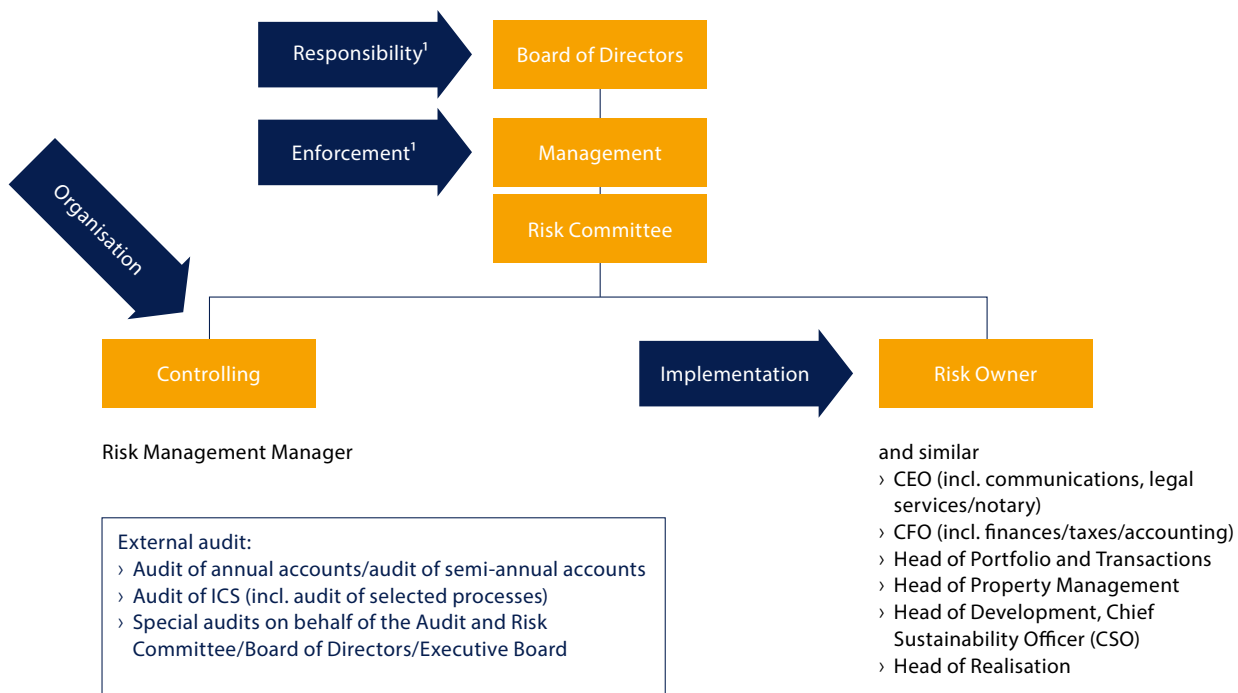 Responsibility¹
Board of Directors
Enforcement¹
Management
Organisation
Risk Committee
Controlling
Implementation
Risk Owner
Risk Management Manager
External audit:
› Audit of annual accounts/audit of semi-annual accounts
› Audit of ICS (incl. audit of selected processes)
› Special audits on behalf of the Audit and Risk
Committee/Board of Directors/Executive Board
and similar
› CEO (incl. communications, legal
services/notary)
› CFO (incl. finances/taxes/accounting)
› Head of Portfolio and Transactions
› Head of Property Management
› Head of Development, Chief
Sustainability Officer (CSO)
› Head of Realisation